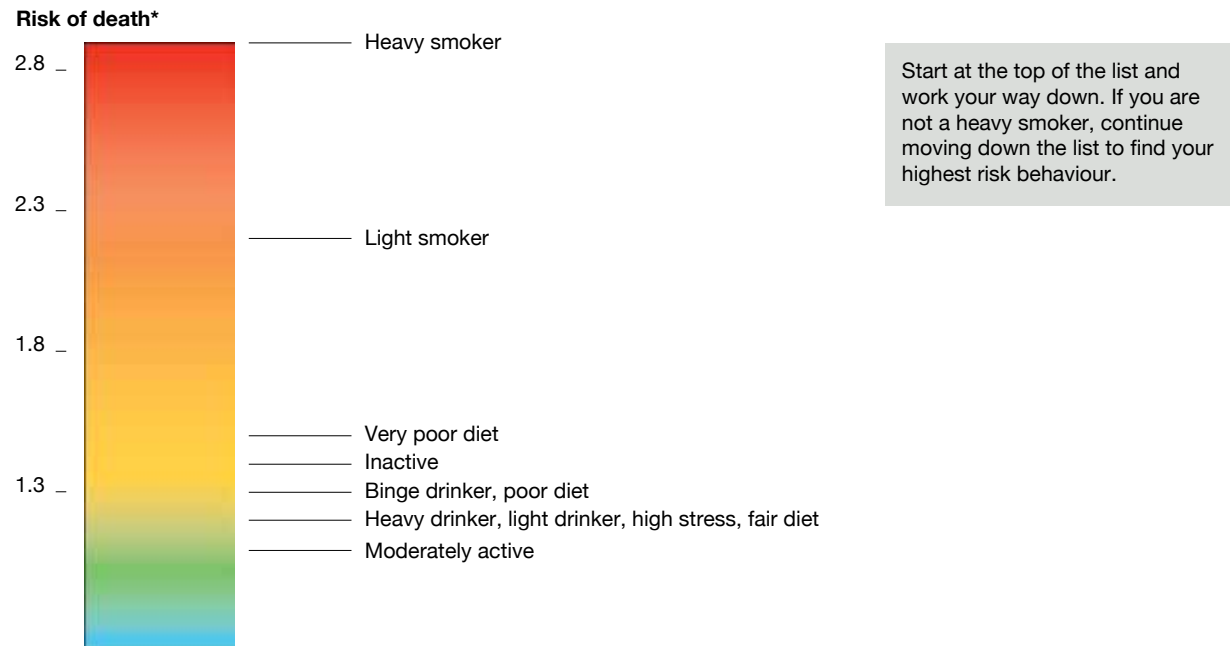 Risk of death*
2.8
Heavy smoker
Start at the top of the list and
work your way down. If you are
not a heavy smoker, continue
moving down the list to find your
highest risk behaviour.
2.3
Light smoker
1.8
Very poor diet
Inactive
1.3
Binge drinker, poor diet
Heavy drinker, light drinker, high stress, fair diet
Moderately active